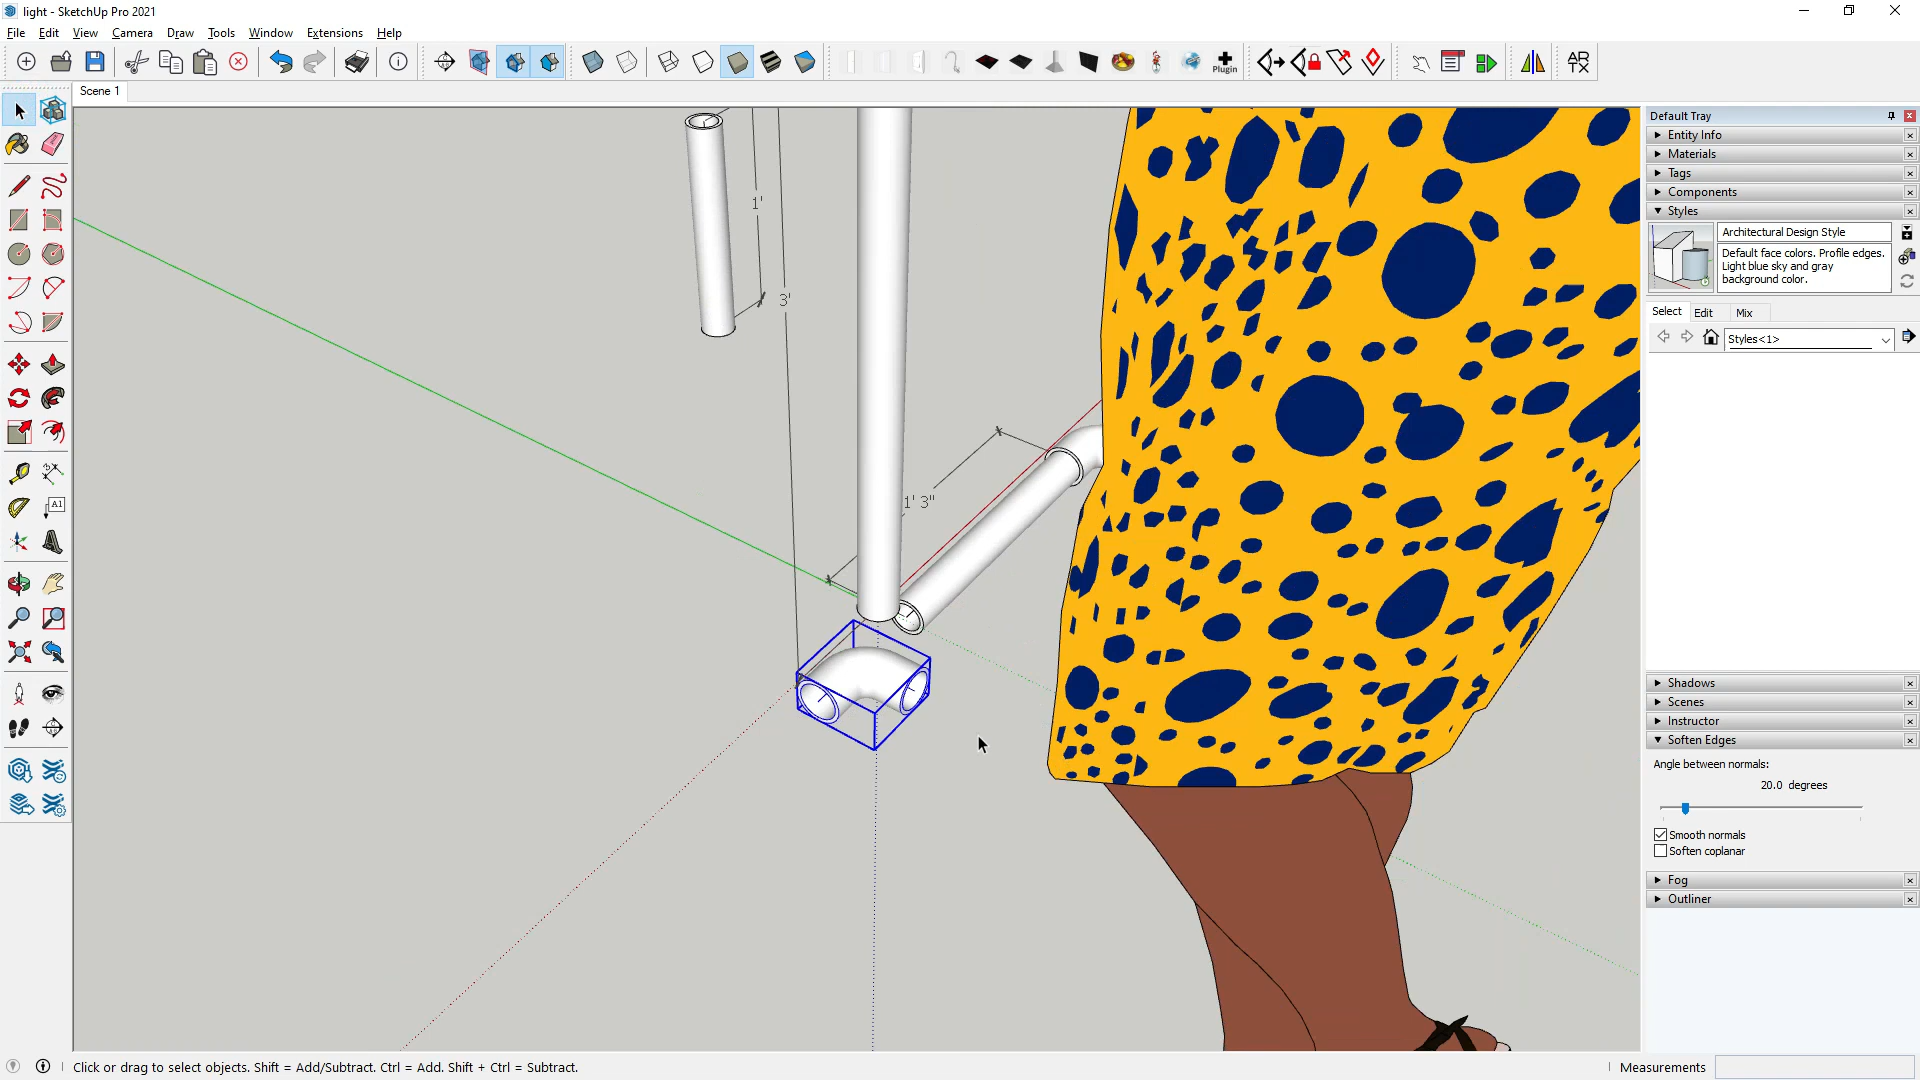 light - SketchUp Pro 2021
File Edit View Camera Draw Tools Window Extensions Help
Plugin
AR
TX
Scene 1
A1
1'
3'
1' 3"
Default Tray
Entity Info
Materials
Tags
Components
Styles
Architectural Design Style
Default face colors. Profile edges.
Light blue sky and gray
background color.
Select Edit Mix
Styles<1>
Shadows
Scenes
Instructor
Soften Edges
Angle between normals:
20.0 degrees
Smooth normals
Soften coplanar
Fog
Outliner
Click or drag to select objects. Shift = Add/Subtract. Ctrl = Add. Shift + Ctrl = Subtract.
Measurements